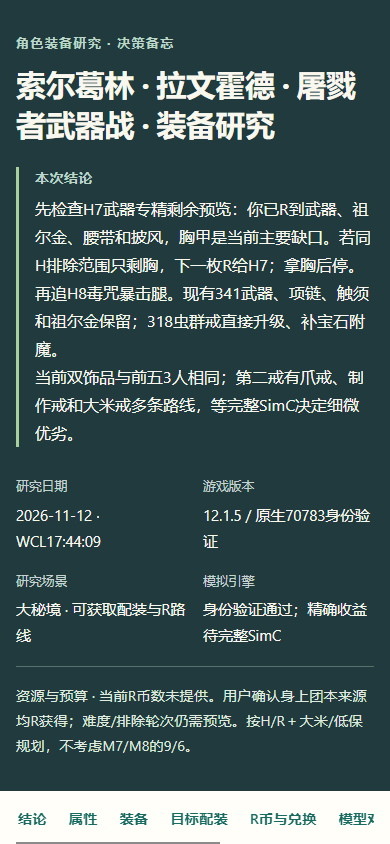 角色装备研究 · 决策备忘
索尔葛林 · 拉文霍德 · 屠戮
者武器战 · 装备研究
本次结论
先检查H7武器专精剩余预览：你已R到武器、祖
尔金、腰带和披风，胸甲是当前主要缺口。若同
H排除范围只剩胸，下一枚R给H7；拿胸后停。
再追H8毒咒暴击腿。现有341武器、项链、触须
和祖尔金保留；318虫群戒直接升级、补宝石附
魔。
当前双饰品与前五3人相同；第二戒有爪戒、制
作戒和大米戒多条路线，等完整SimC决定细微
优劣。
研究日期
游戏版本
2026-11-12 ·
WCL17:44:09
12.1.5 / 原生70783身份验
证
研究场景
模拟引擎
大秘境 · 可获取配装与R路
线
身份验证通过；精确收益
待完整SimC
资源与预算 · 当前R币数未提供。用户确认身上团本来源
均R获得；难度/排除轮次仍需预览。按H/R + 大米/低保
规划，不考虑M7/M8的9/6。
结论 属性 装备 目标配装 R币与兑换 模型对